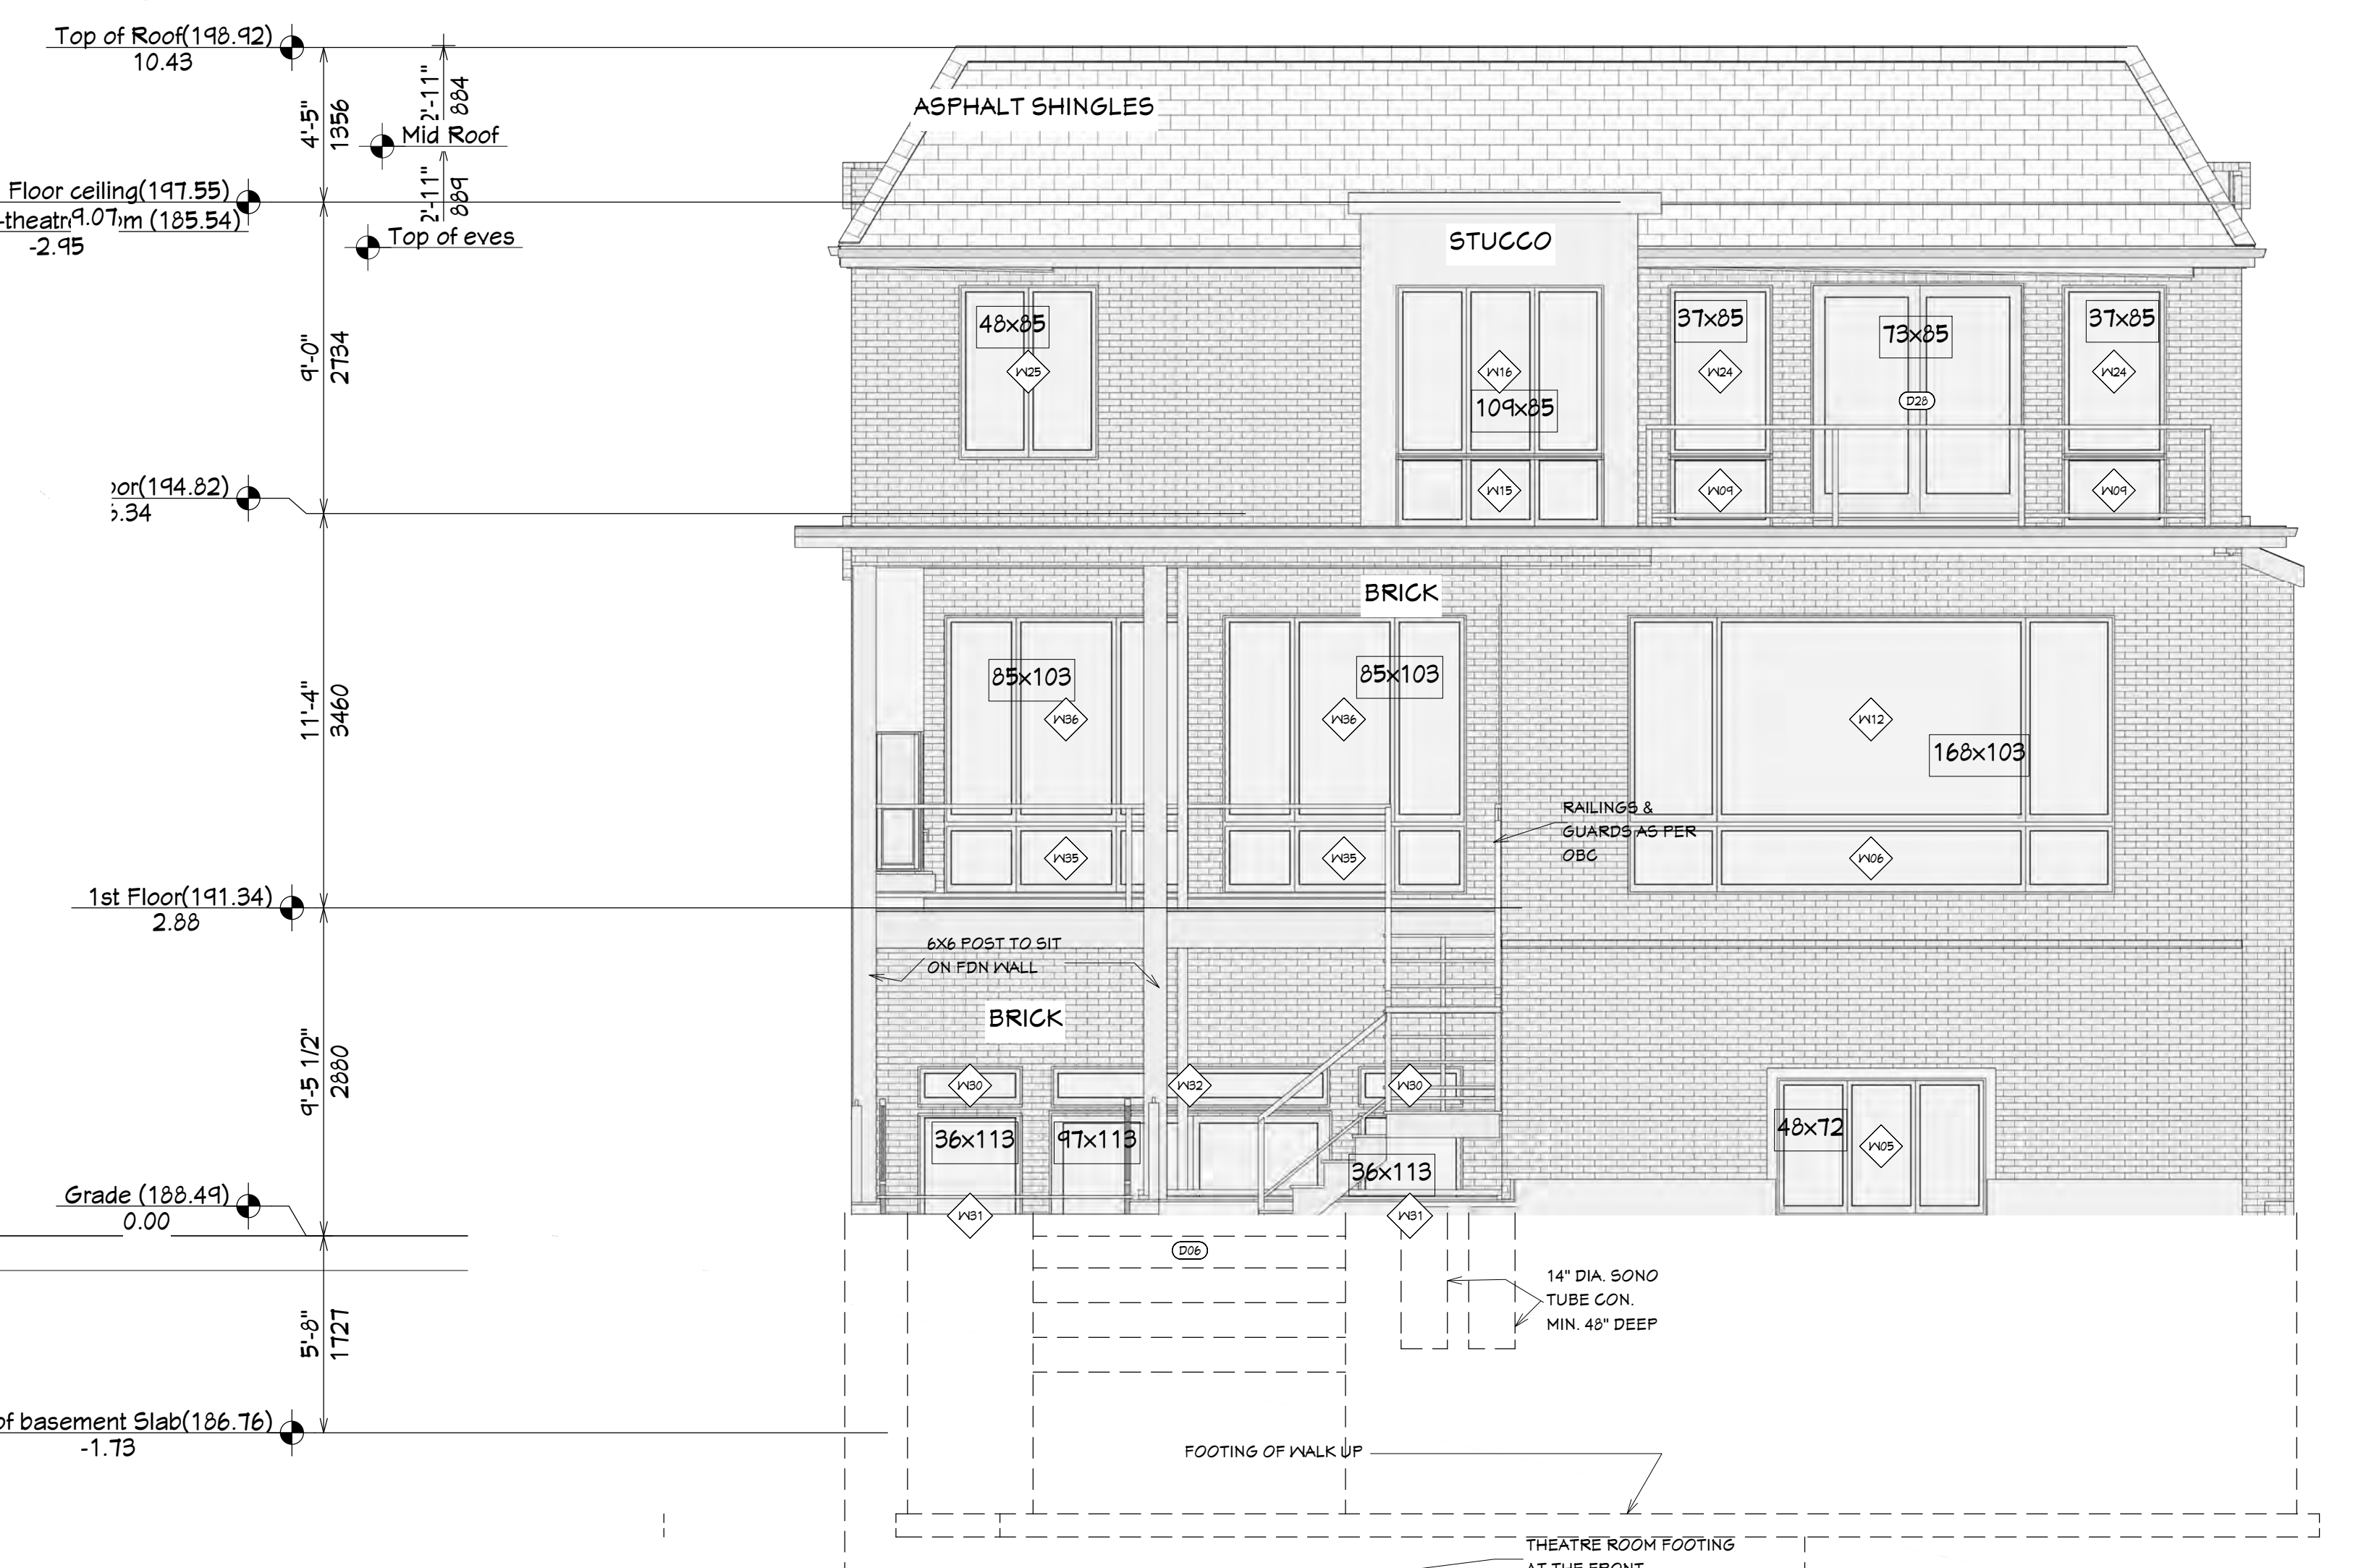 Top of Roof(198.92)
10.43
4'-5"
1356
2'-11"
884
Mid Roof
2'-11"
889
Floor ceiling(197.55)
9.07
(185.54)
-2.95
Top of eves
9'-0"
2734
(194.82)
11'-4"
3460
1st Floor(191.34)
2.88
9'-5 1/2"
2880
Grade (188.49)
0.00
5'-8"
1727
of basement Slab(186.76)
-1.73
ASPHALT SHINGLES
STUCCO
48x85
W25
W16
109x85
W15
37x85
W24
W09
73x85
D28
37x85
W24
W09
BRICK
85x103
W36
W35
85x103
W36
W35
W12
168x103
W06
RAILINGS &
GUARDS AS PER
OBC
6X6 POST TO SIT
ON FDN WALL
BRICK
W30
W32
W30
36x113
97x113
36x113
W31
W31
48x72
W05
D06
14" DIA. SONO
TUBE CON.
MIN. 48" DEEP
FOOTING OF WALK UP
THEATRE ROOM FOOTING
AT THE FRONT